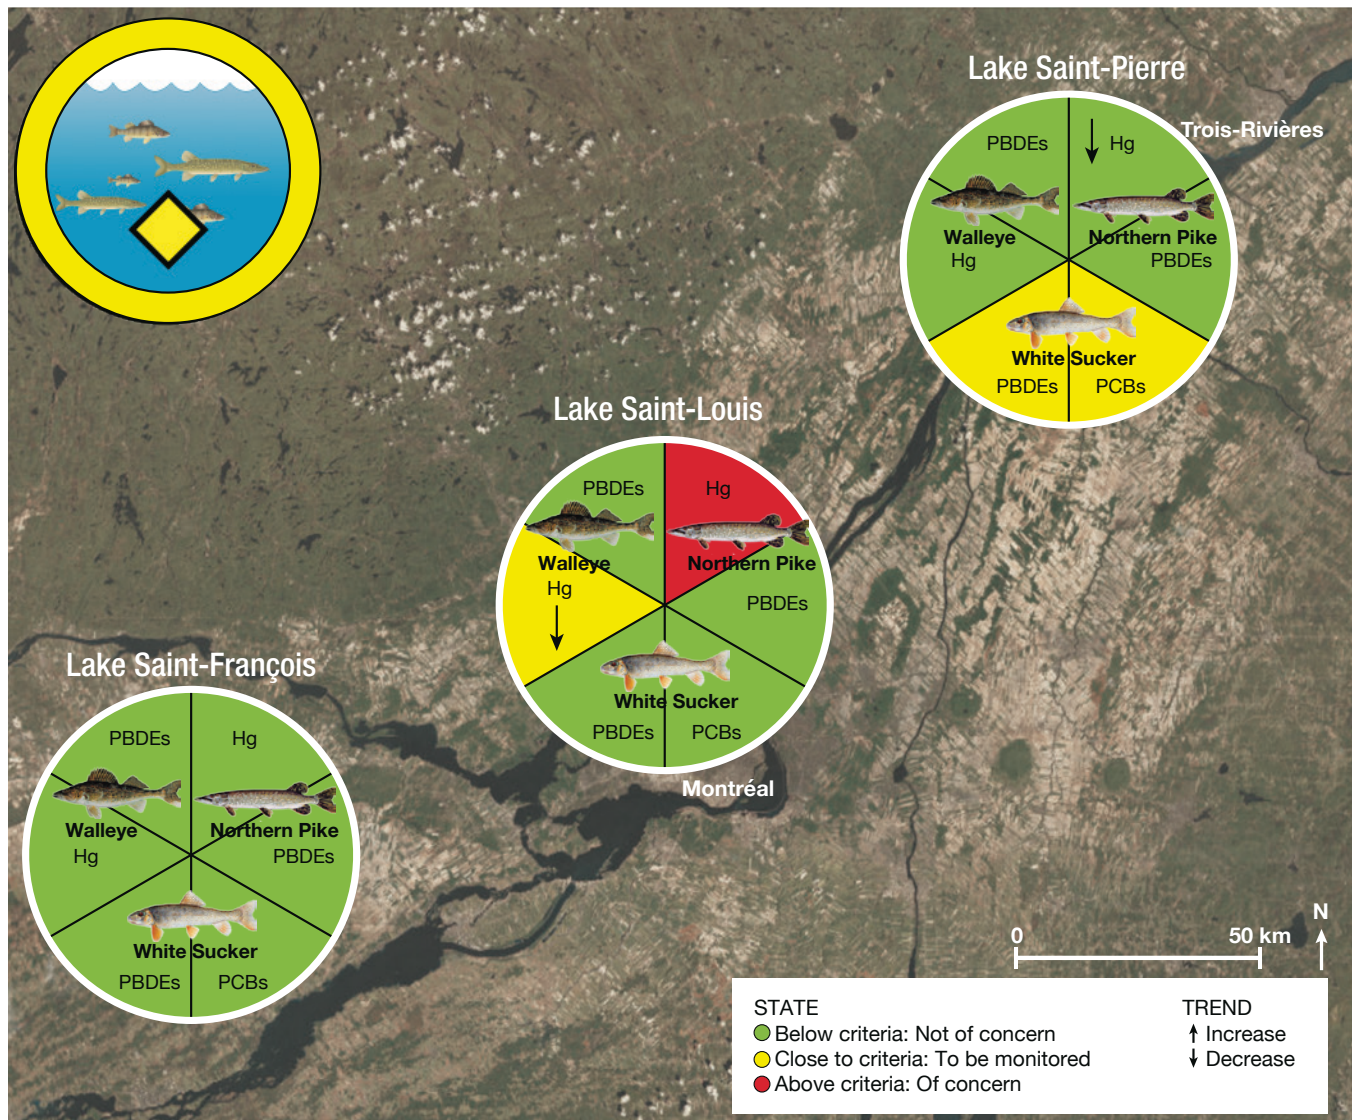 Lake Saint-Pierre
Trois-Rivières
PBDEs
Hg
Walleye
Northern Pike
Hg
PBDEs
White Sucker
PBDEs
PCBs
Lake Saint-Louis
PBDEs
Hg
Walleye
Northern Pike
Hg
PBDEs
White Sucker
PBDEs
PCBs
Montréal
Lake Saint-François
PBDEs
Hg
Walleye
Northern Pike
Hg
PBDEs
White Sucker
PBDEs
PCBs
N
0
50 km
STATE
Below criteria: Not of concern
Close to criteria: To be monitored
Above criteria: Of concern
TREND
Increase
Decrease